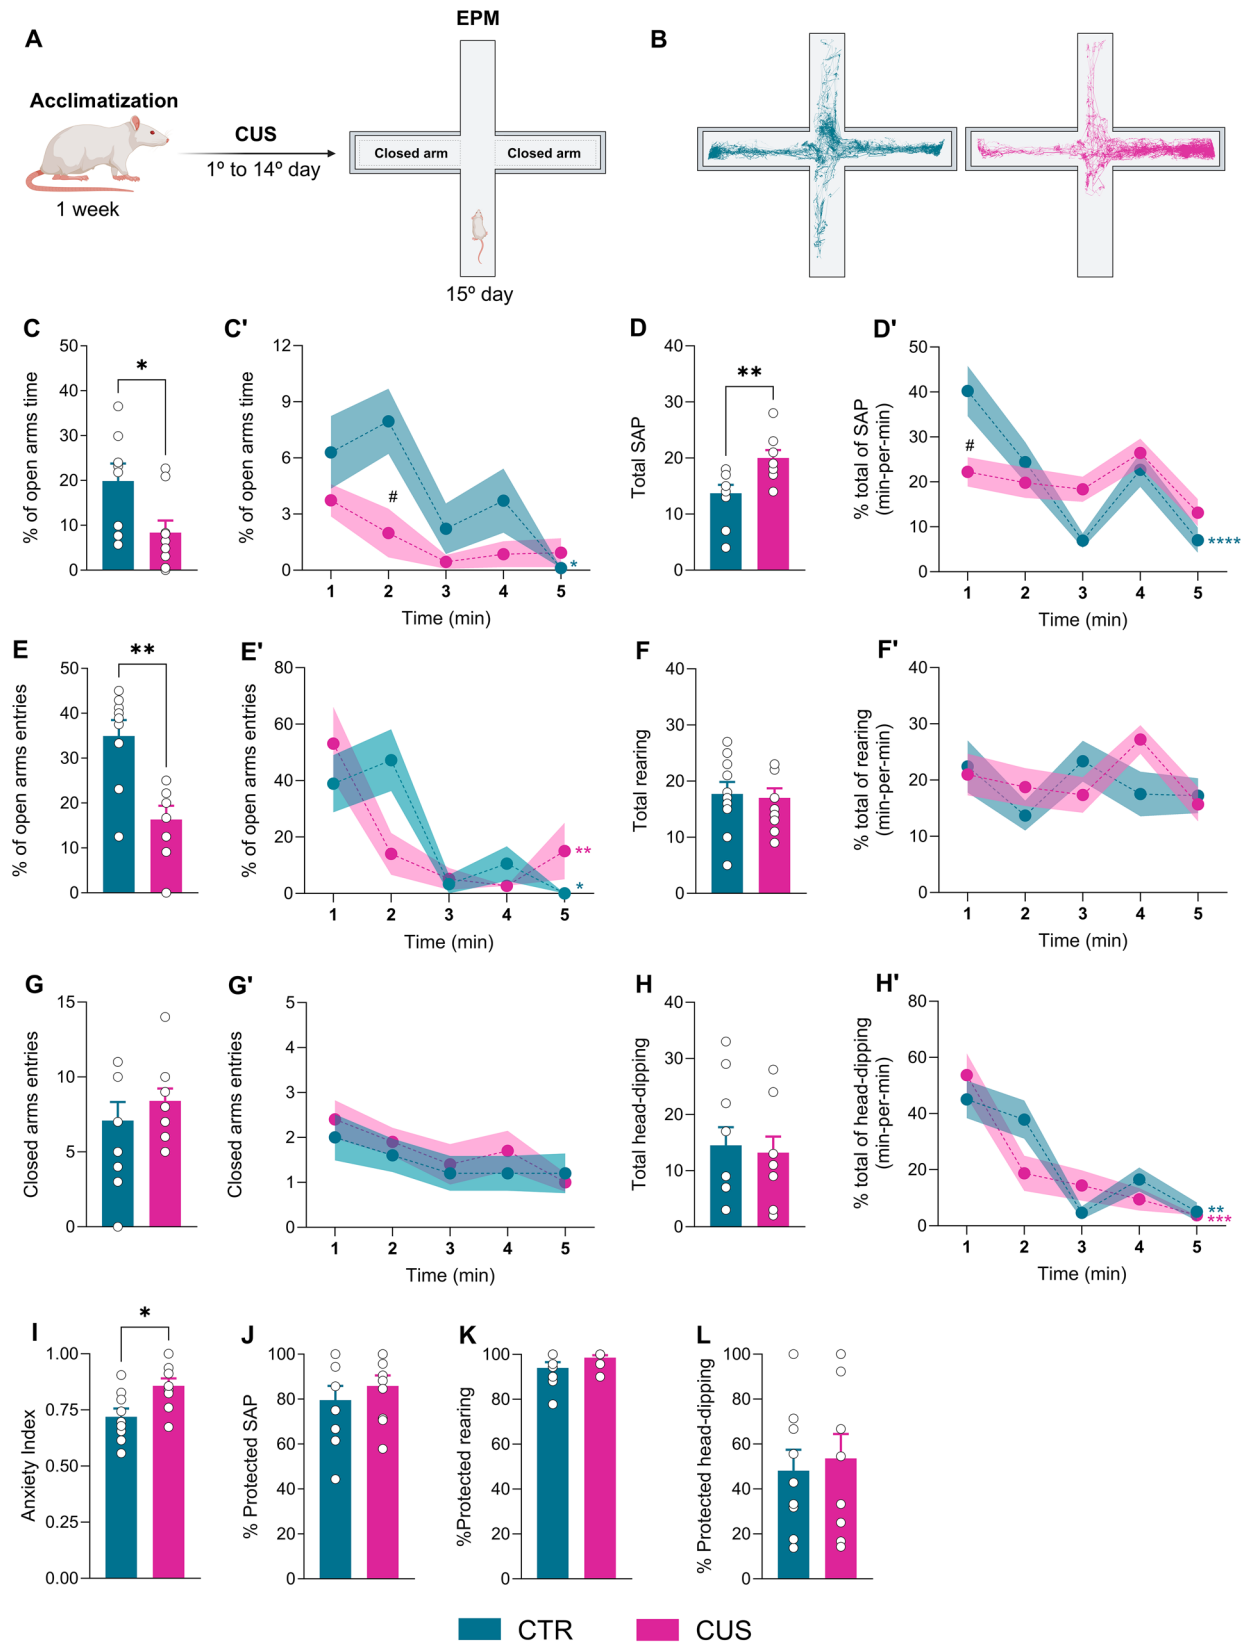 A
EPM
B
Acclimatization
CUS
1º to 14º day
1 week
Closed arm
Closed arm
15º day
C
% of open arms time
50
40
30
20
10
0
*
C'
% of open arms time
12
9
6
3
0
#
*
1 2 3 4 5
Time (min)
D
Total SAP
40
30
20
10
0
**
D'
% total of SAP
(min-per-min)
50
40
30
20
10
0
#
****
1 2 3 4 5
Time (min)
E
% of open arms entries
50
40
30
20
10
0
**
E'
% of open arms entries
80
60
40
20
0
**
*
1 2 3 4 5
Time (min)
F
Total rearing
40
30
20
10
0
F'
% total of rearing
(min-per-min)
40
30
20
10
0
1 2 3 4 5
Time (min)
G
Closed arms entries
15
10
5
0
G'
Closed arms entries
5
4
3
2
1
0
1 2 3 4 5
Time (min)
H
Total head-dipping
40
30
20
10
0
H'
% total of head-dipping
(min-per-min)
80
60
40
20
0
**
***
1 2 3 4 5
Time (min)
I
Anxiety Index
1.00
0.75
0.50
0.25
0.00
*
J
% Protected SAP
100
80
60
40
20
0
K
%Protected rearing
100
80
60
40
20
0
L
% Protected head-dipping
100
80
60
40
20
0
CTR
CUS